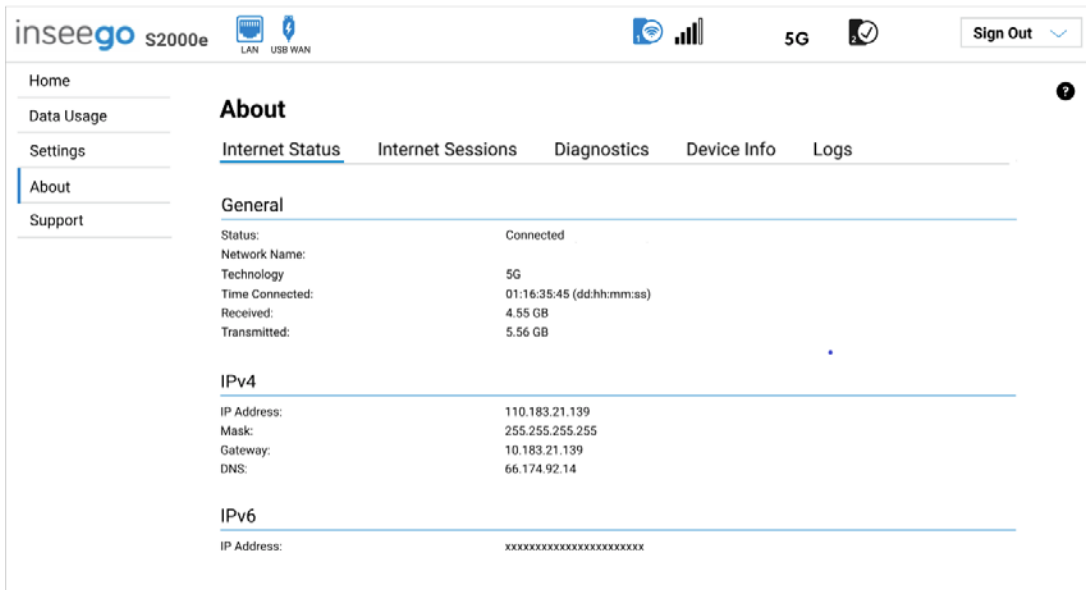 inseego S2000e
LAN USB WAN
1
5G
2
Sign Out
Home
Data Usage
Settings
About
Support
?
About
Internet Status Internet Sessions Diagnostics Device Info Logs
General
Status: Connected
Network Name:
Technology 5G
Time Connected: 01:16:35:45 (dd:hh:mm:ss)
Received: 4.55 GB
Transmitted: 5.56 GB
IPv4
IP Address: 110.183.21.139
Mask: 255.255.255.255
Gateway: 10.183.21.139
DNS: 66.174.92.14
IPv6
IP Address: xxxxxxxxxxxxxxxxxxxxxxx